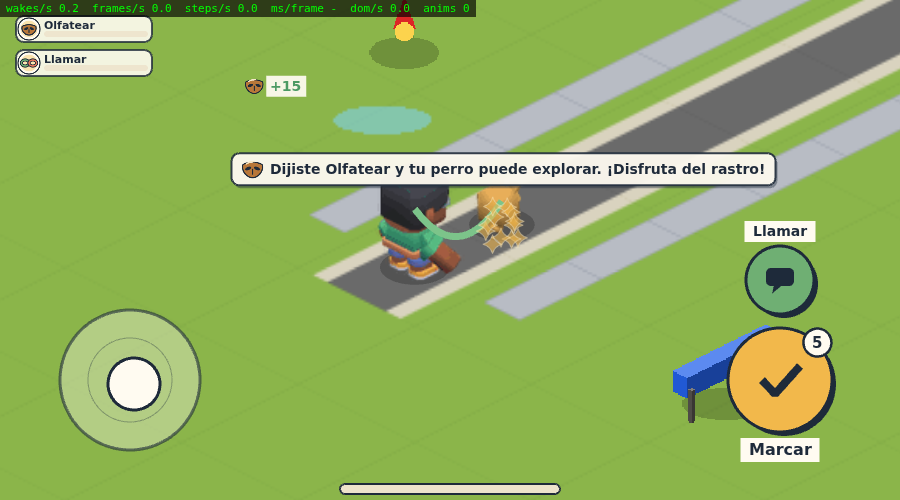 wakes/s 0.2 frames/s 0.0 steps/s 0.0 ms/frame - dom/s 0.0 anims 0
Olfatear
Llamar
+15
Dijiste Olfatear y tu perro puede explorar. ¡Disfruta del rastro!
Llamar
5
Marcar